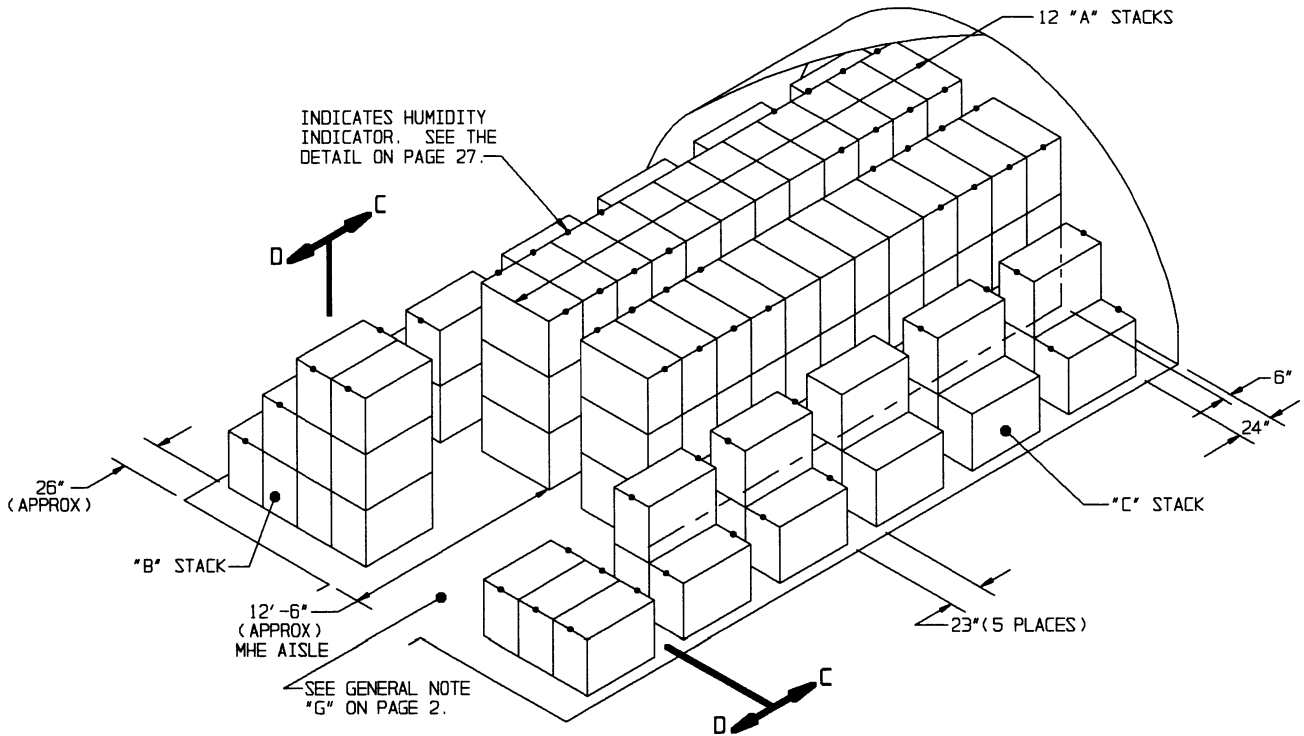 12 "A" STACKS
INDICATES HUMIDITY
INDICATOR. SEE THE
DETAIL ON PAGE 27.
C
D
6"
24"
26"
(APPROX)
"C" STACK
"B" STACK
12'-6"
(APPROX)
MHE AISLE
23"(5 PLACES)
SEE GENERAL NOTE
"G" ON PAGE 2.
C
D